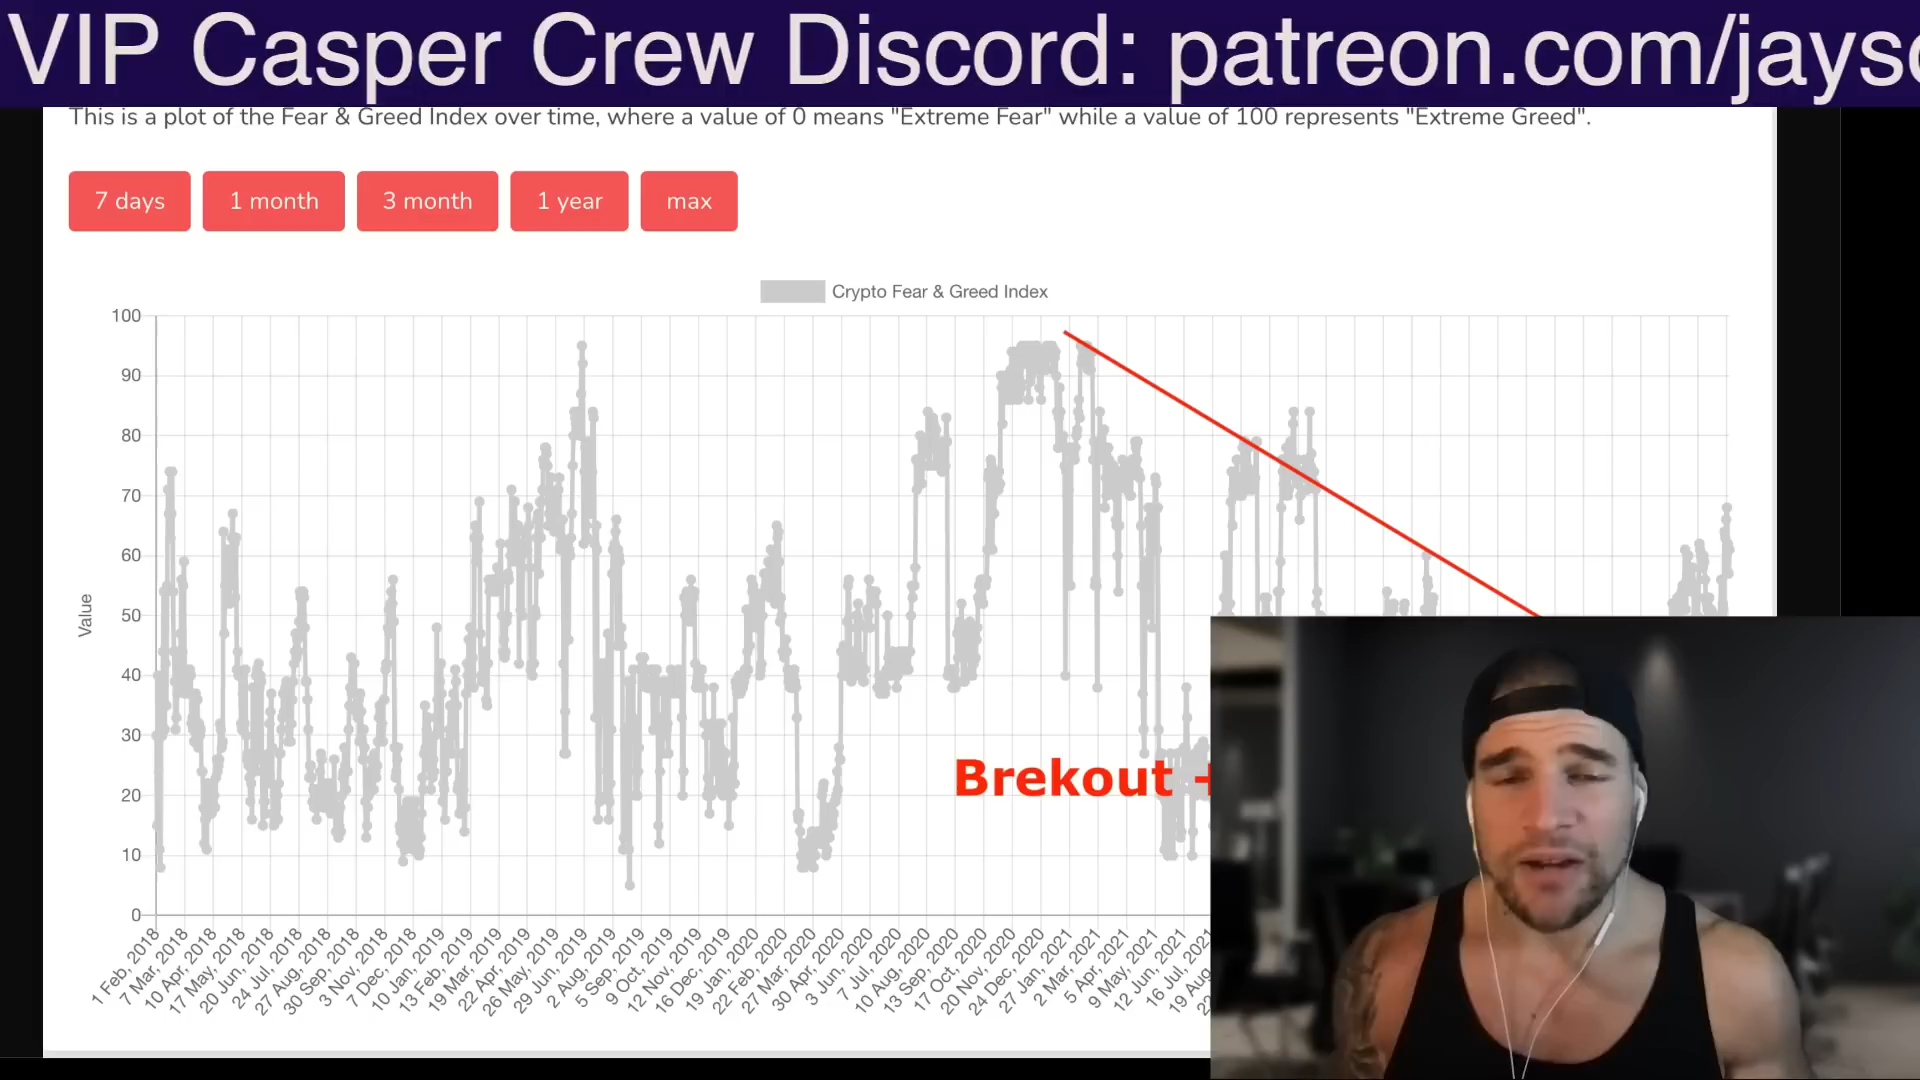 VIP Casper Crew Discord: patreon.com/jays
This is a plot of the Fear & Greed Index over time, where a value of 0 means "Extreme Fear" while a value of 100 represents "Extreme Greed".
7 days
1 month
3 month
1 year
max
Crypto Fear & Greed Index
100
90
80
70
60
50
40
30
20
10
0
Value
Brekout +
1 Feb, 2018
7 Mar, 2018
10 Apr, 2018
17 May, 2018
20 Jun, 2018
24 Jul, 2018
27 Aug, 2018
30 Sep, 2018
3 Nov, 2018
7 Dec, 2018
10 Jan, 2019
13 Feb, 2019
19 Mar, 2019
22 Apr, 2019
26 May, 2019
29 Jun, 2019
2 Aug, 2019
5 Sep, 2019
9 Oct, 2019
12 Nov, 2019
16 Dec, 2019
19 Jan, 2020
22 Feb, 2020
27 Mar, 2020
30 Apr, 2020
3 Jun, 2020
7 Jul, 2020
10 Aug, 2020
13 Sep, 2020
17 Oct, 2020
20 Nov, 2020
24 Dec, 2020
27 Jan, 2021
2 Mar, 2021
5 Apr, 2021
9 May, 2021
12 Jun, 2021
16 Jul, 2021
19 Aug,